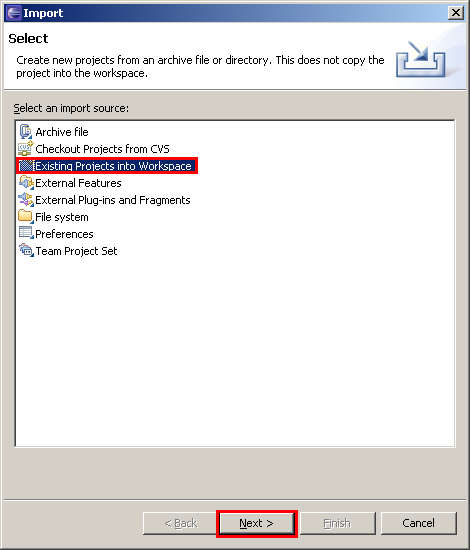 Import
Select
Create new projects from an archive file or directory. This does not copy the
project into the workspace.
Select an import source:
Archive file
Checkout Projects from CVS
Existing Projects into Workspace
External Features
External Plug-ins and Fragments
File system
Preferences
Team Project Set
< Back
Next >
Finish
Cancel